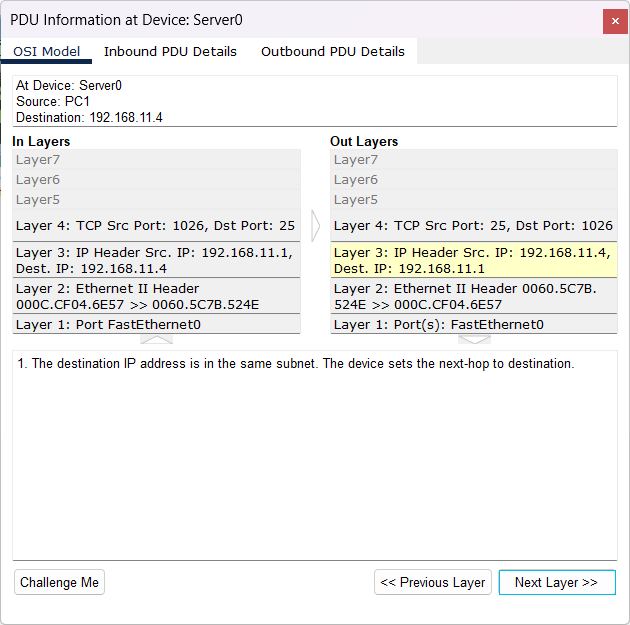 PDU Information at Device: Server0
OSI Model
Inbound PDU Details
Outbound PDU Details
At Device: Server0
Source: PC1
Destination: 192.168.11.4
In Layers
Layer7
Layer6
Layer5
Layer 4: TCP Src Port: 1026, Dst Port: 25
Layer 3: IP Header Src. IP: 192.168.11.1,
Dest. IP: 192.168.11.4
Layer 2: Ethernet II Header
000C.CF04.6E57 >> 0060.5C7B.524E
Layer 1: Port FastEthernet0
Out Layers
Layer7
Layer6
Layer5
Layer 4: TCP Src Port: 25, Dst Port: 1026
Layer 3: IP Header Src. IP: 192.168.11.4,
Dest. IP: 192.168.11.1
Layer 2: Ethernet II Header 0060.5C7B.
524E >> 000C.CF04.6E57
Layer 1: Port(s): FastEthernet0
1. The destination IP address is in the same subnet. The device sets the next-hop to destination.
Challenge Me
<< Previous Layer
Next Layer >>